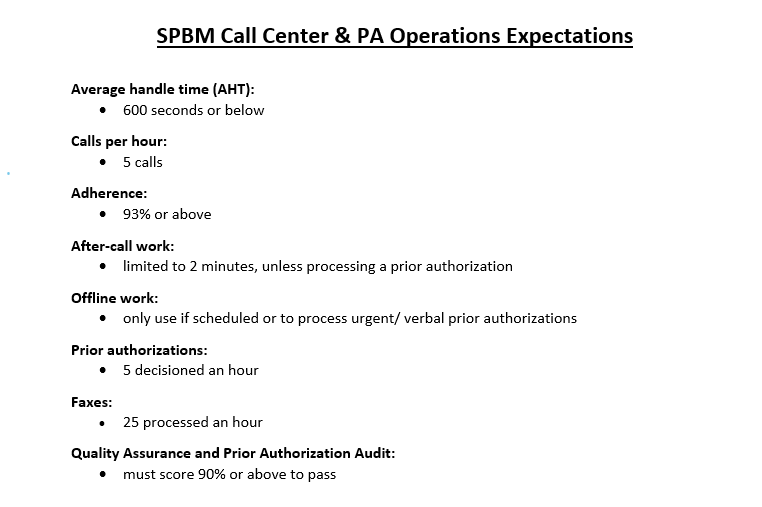 SPBM Call Center & PA Operations Expectations
Average handle time (AHT):
• 600 seconds or below
Calls per hour:
• 5 calls
Adherence:
• 93% or above
After-call work:
• limited to 2 minutes, unless processing a prior authorization
Offline work:
• only use if scheduled or to process urgent/ verbal prior authorizations
Prior authorizations:
• 5 decisioned an hour
Faxes:
• 25 processed an hour
Quality Assurance and Prior Authorization Audit:
• must score 90% or above to pass